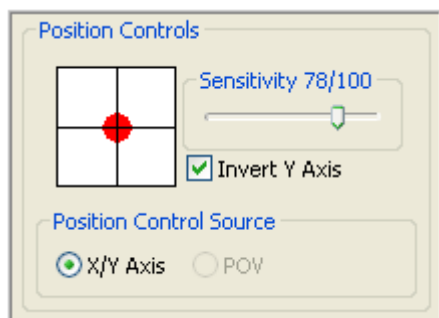 Position Controls
Sensitivity 78/100
Invert Y Axis
Position Control Source
X/Y Axis POV